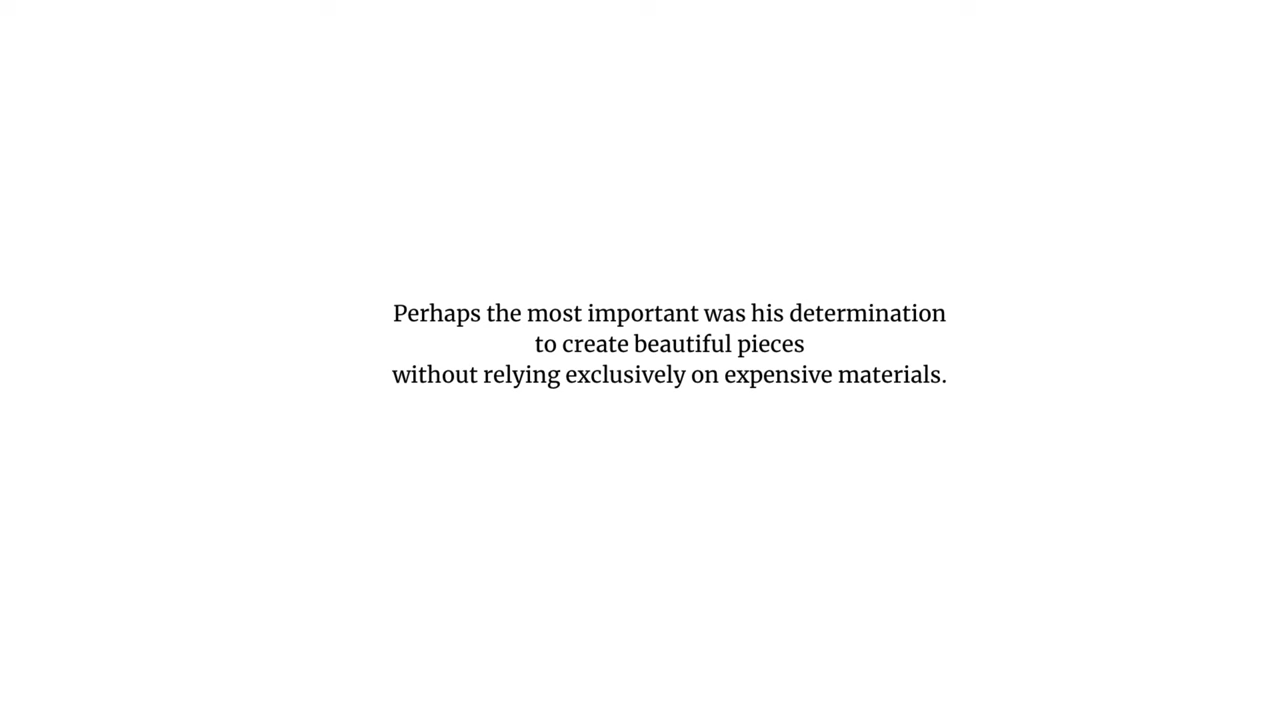 Perhaps the most important was his determination
to create beautiful pieces
without relying exclusively on expensive materials.